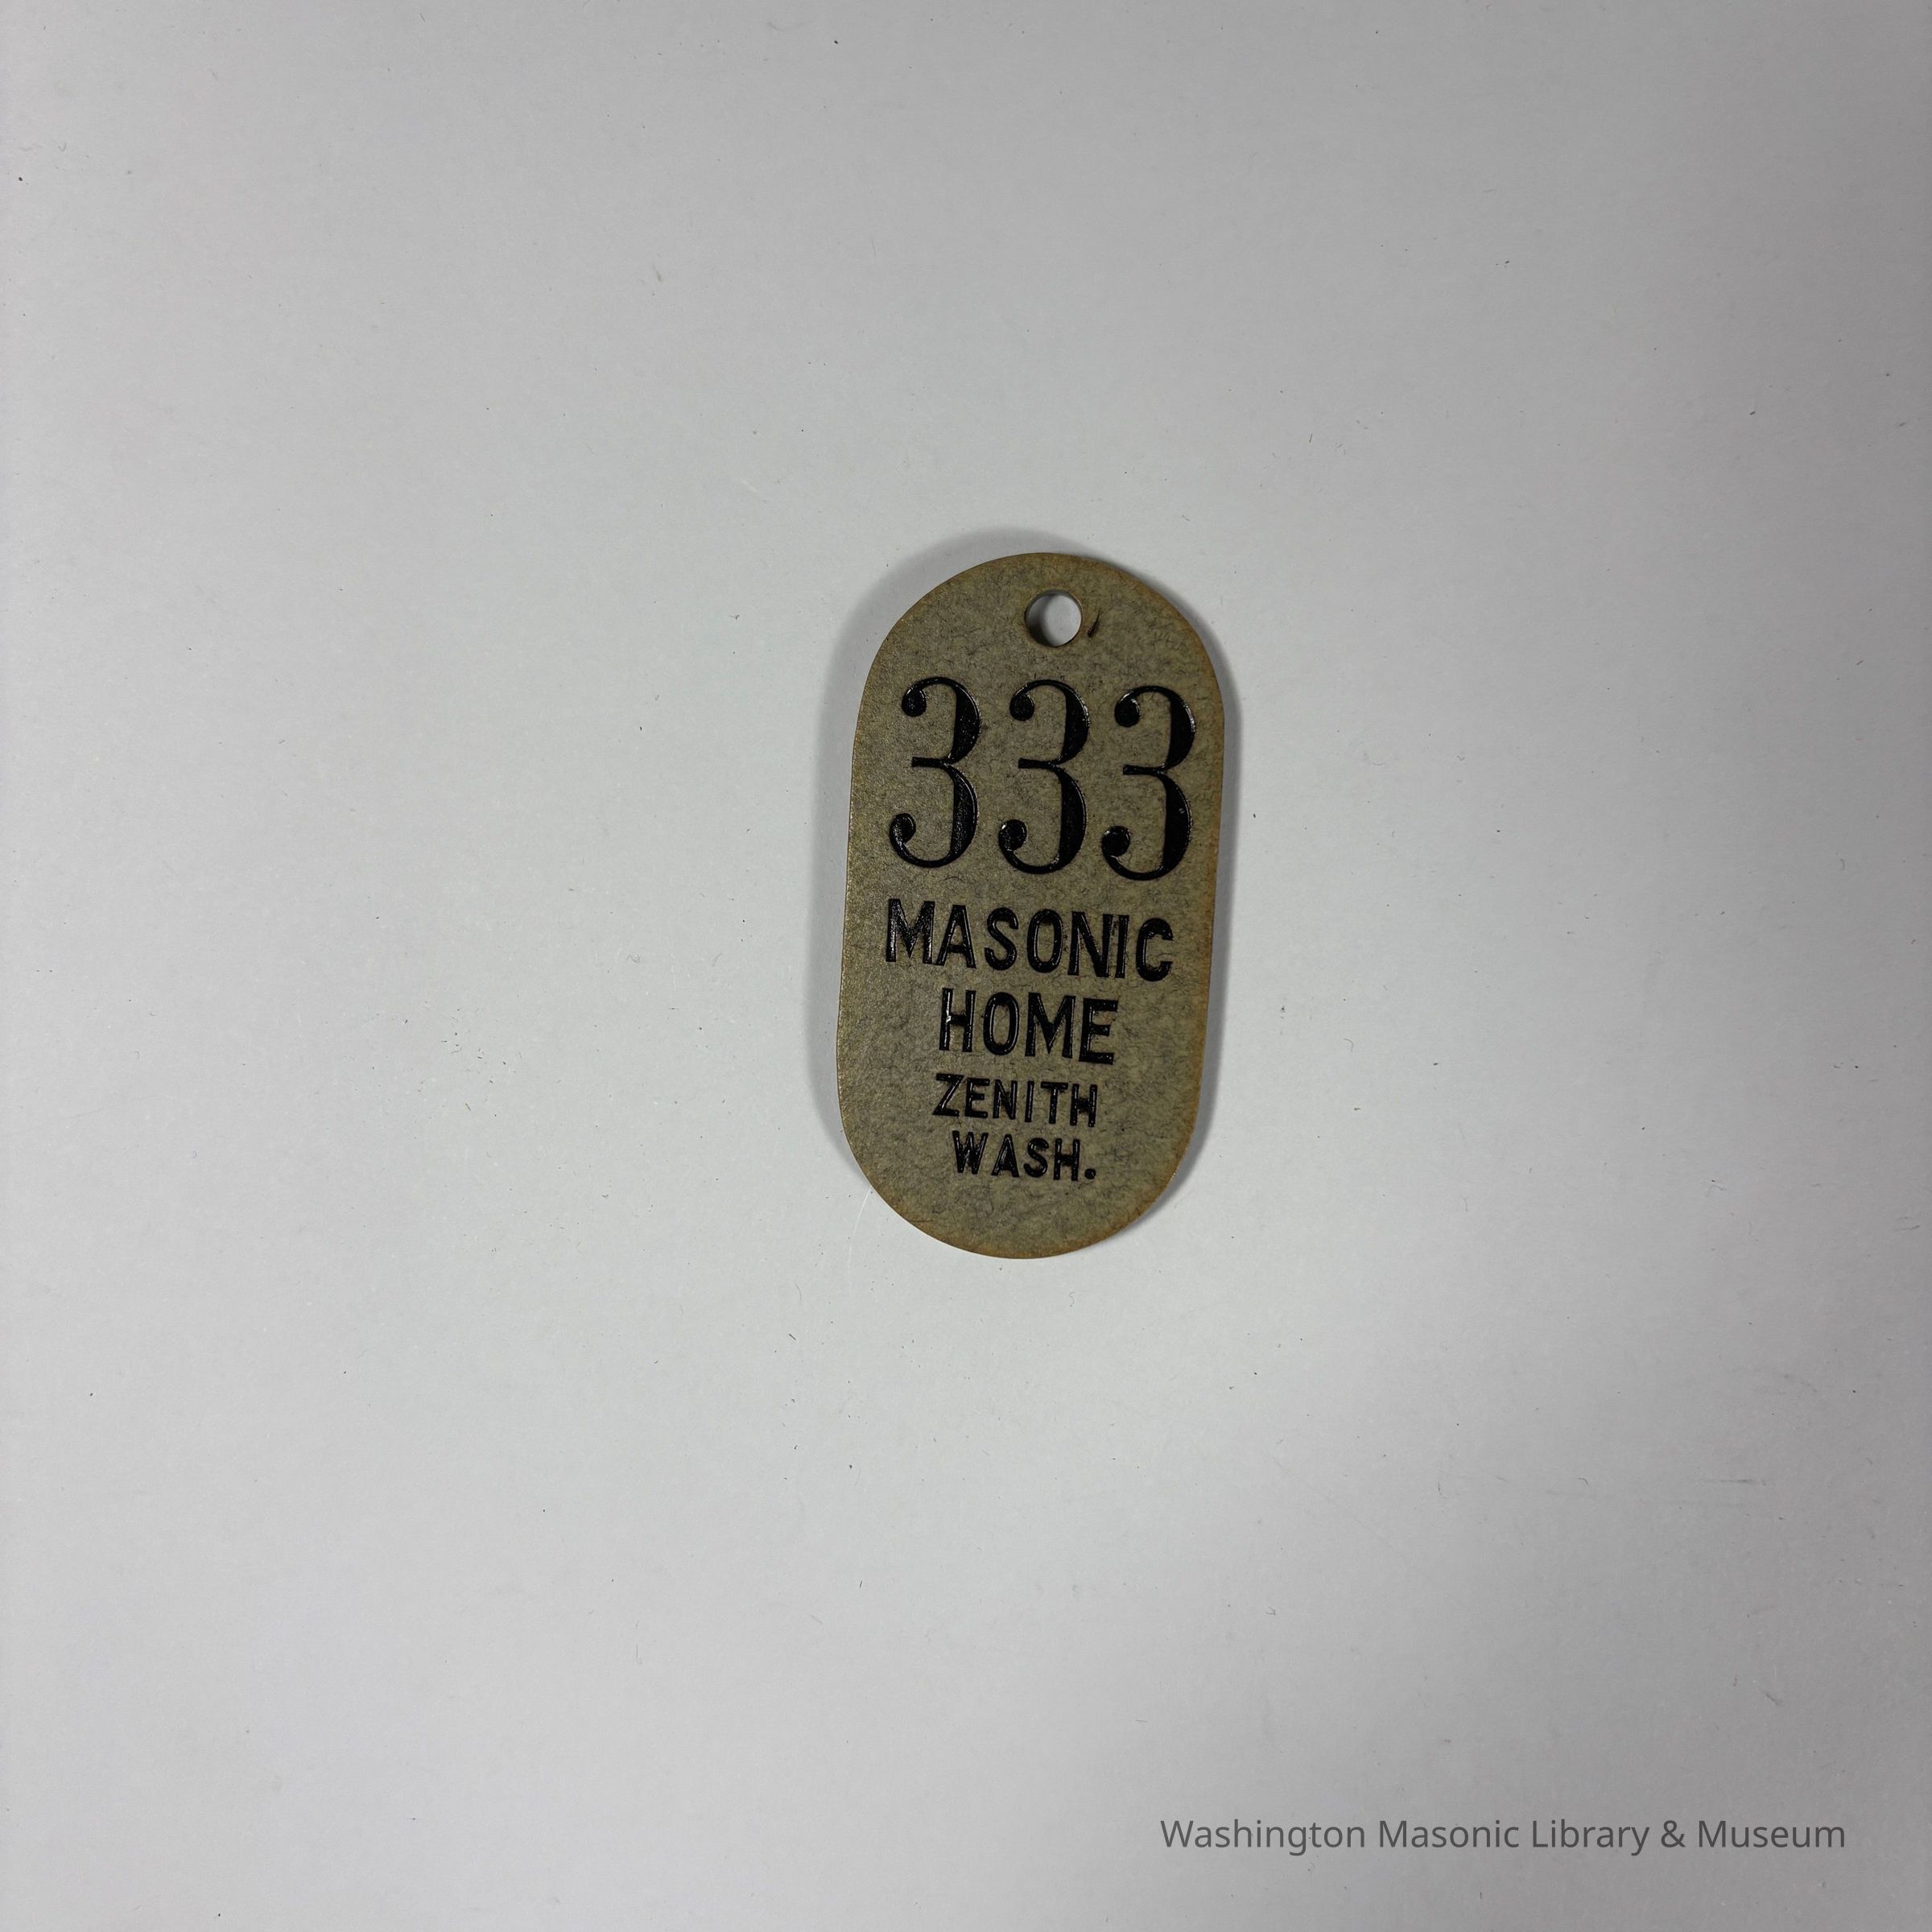 333
MASONIC
HOME
ZENITH
WASH.
Washington Masonic Library & Museum